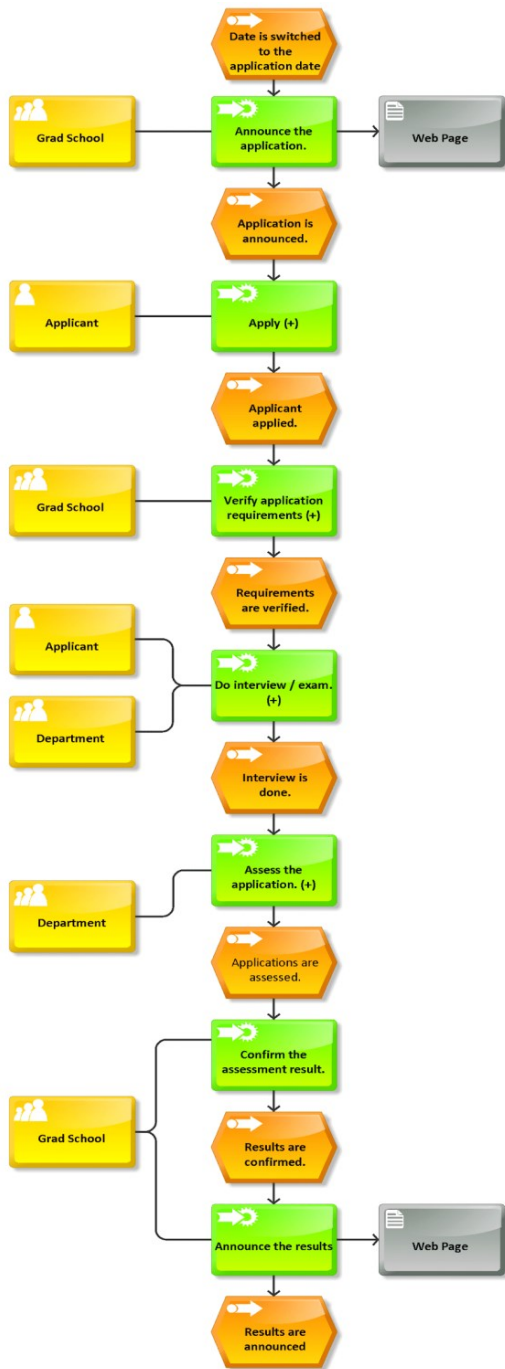 Date is switched
to the
application date
Grad School
Announce the
application.
Web Page
Application is
announced.
Applicant
Apply (+)
Applicant
applied.
Grad School
Verify application
requirements (+)
Requirements
are verified.
Applicant
Do interview / exam.
(+)
Department
Interview is
done.
Assess the
application. (+)
Department
Applications are
assessed.
Confirm the
assessment result.
Grad School
Results are
confirmed.
Announce the results
Web Page
Results are
announced